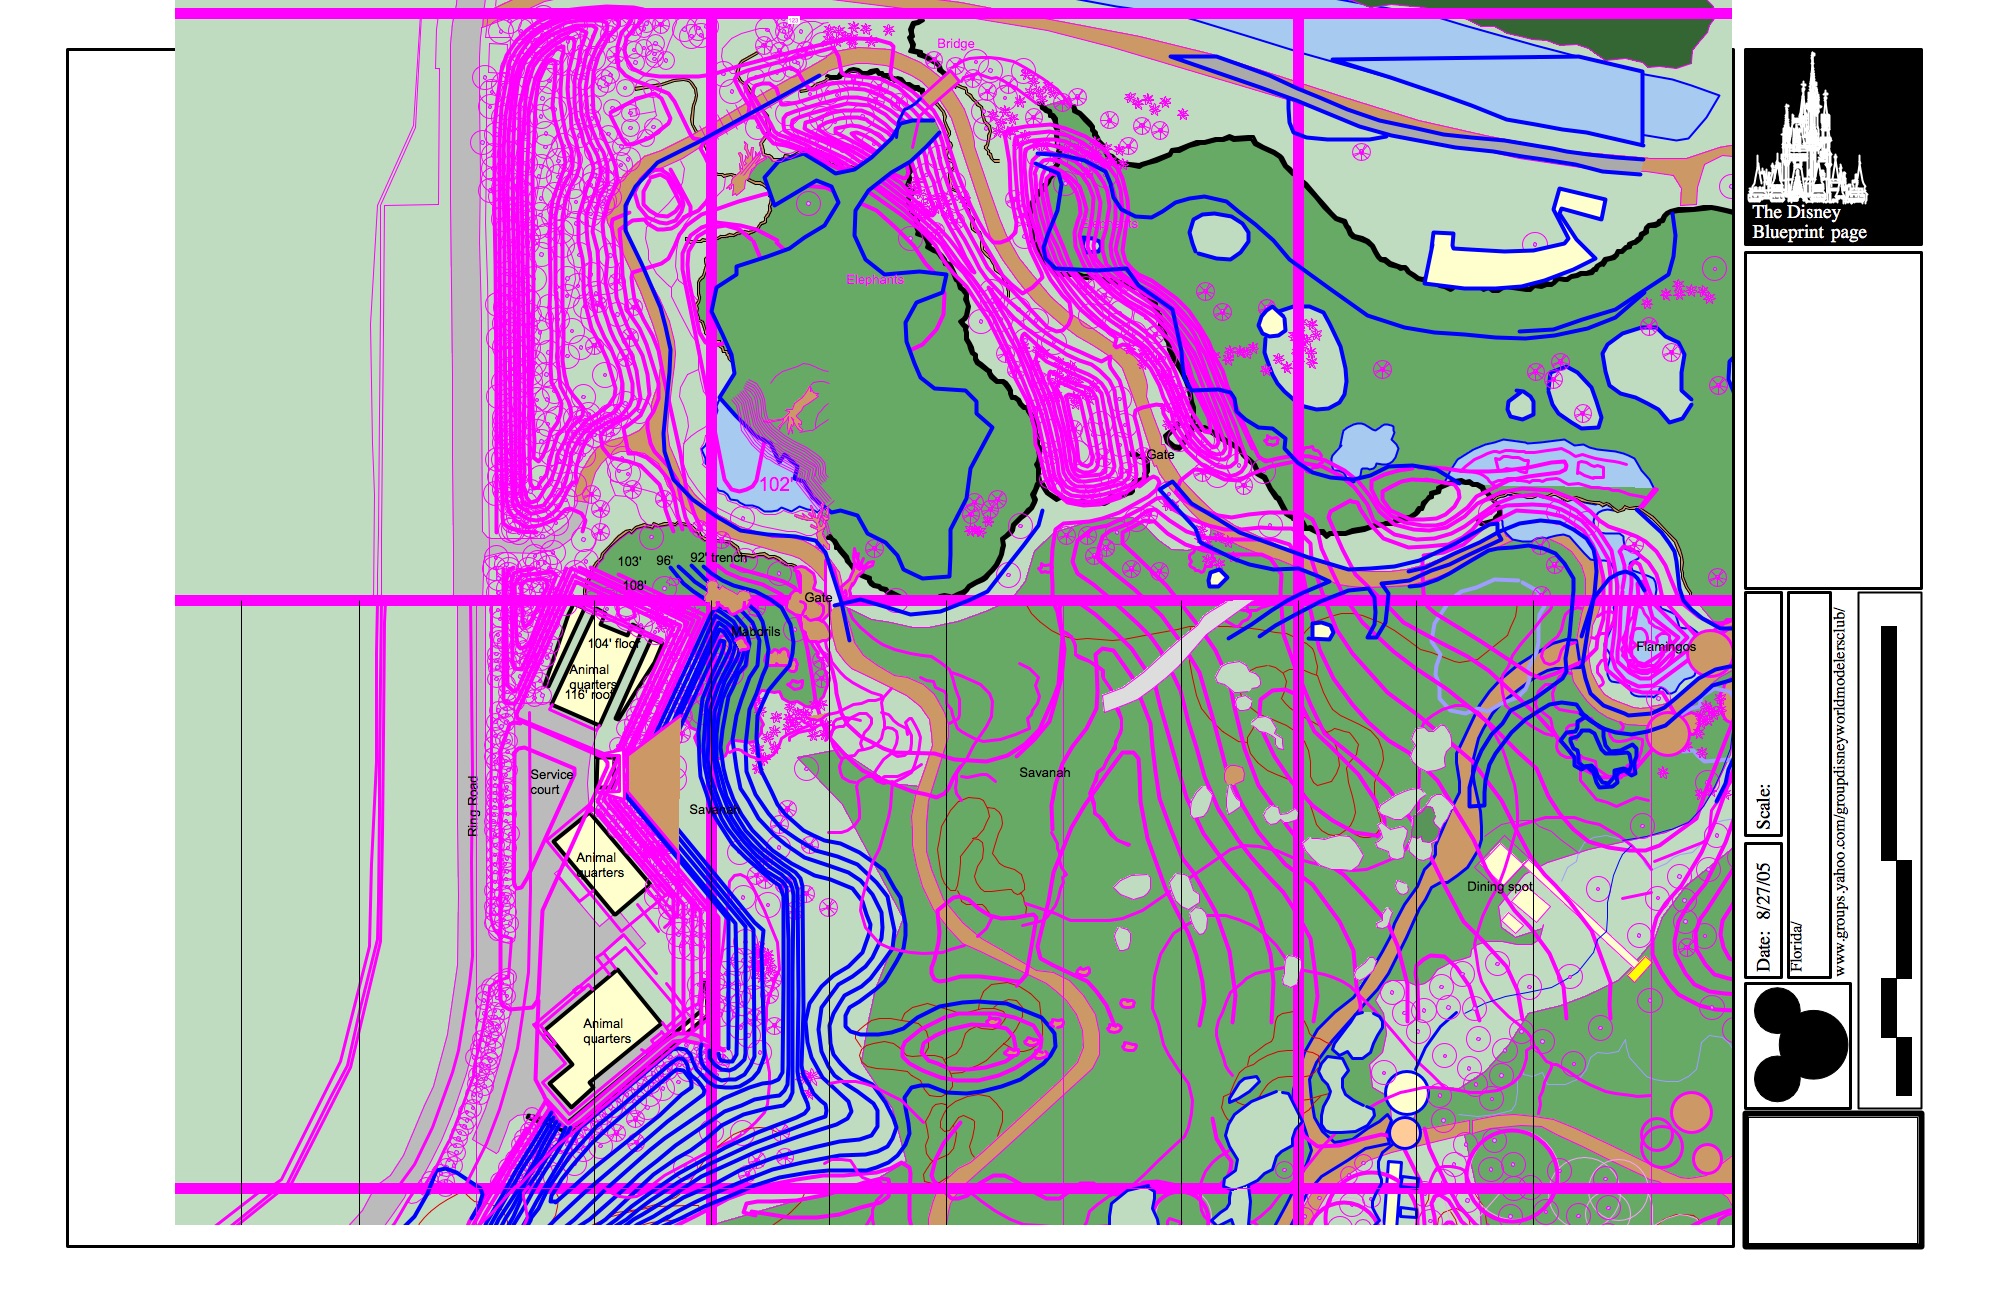 123
Bridge
The Disney
Blueprint page
Elephants
Gate
102'
103'
96'
92' trench
108'
Gate
104' floor
Animal
quarters
116' roof
Flamingos
Savanah
Service
court
Ring Road
Savanah
Animal
quarters
Dining spot
Animal
quarters
Scale:
Date: 8/27/05
Florida/
www.groups.yahoo.com/groupdisneyworldmodelersclub/